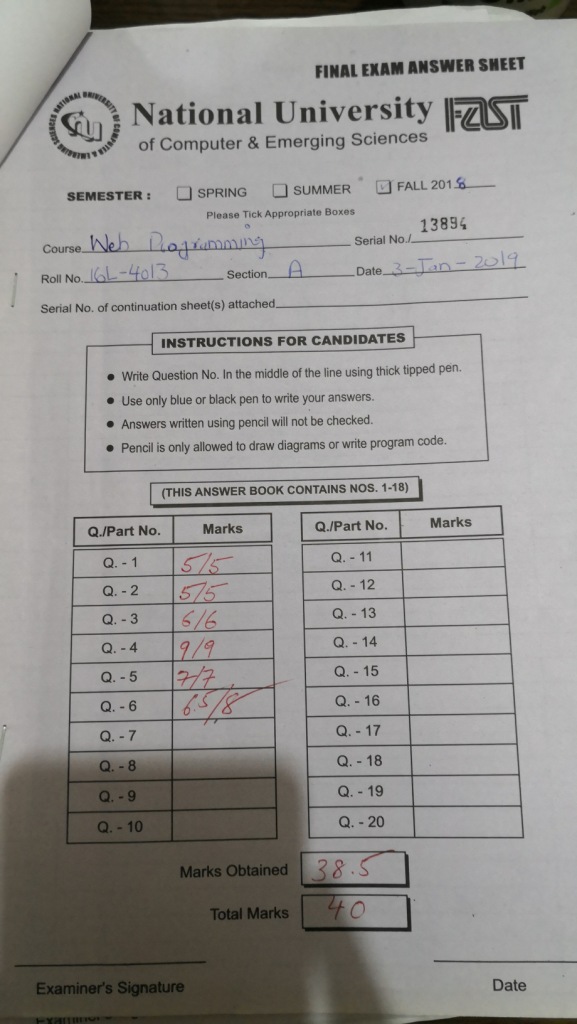 FINAL EXAM ANSWER SHEET
National University FAST
of Computer & Emerging Sciences
NATIONAL UNIVERSITY OF COMPUTER & EMERGING SCIENCES
SEMESTER : SPRING SUMMER FALL 2018
Please Tick Appropriate Boxes
Course Web Programming Serial No./ 13894
Roll No. 16L-4013 Section A Date 3-Jan-2019
Serial No. of continuation sheet(s) attached
INSTRUCTIONS FOR CANDIDATES
• Write Question No. In the middle of the line using thick tipped pen.
• Use only blue or black pen to write your answers.
• Answers written using pencil will not be checked.
• Pencil is only allowed to draw diagrams or write program code.
(THIS ANSWER BOOK CONTAINS NOS. 1-18)
Q./Part No. Marks Q./Part No. Marks
Q. - 1 5/5 Q. - 11
Q. - 2 5/5 Q. - 12
Q. - 3 6/6 Q. - 13
Q. - 4 9/9 Q. - 14
Q. - 5 7/7 Q. - 15
Q. - 6 6.5/8 Q. - 16
Q. - 7 Q. - 17
Q. - 8 Q. - 18
Q. - 9 Q. - 19
Q. - 10 Q. - 20
Marks Obtained 38.5
Total Marks 40
Examiner's Signature Date